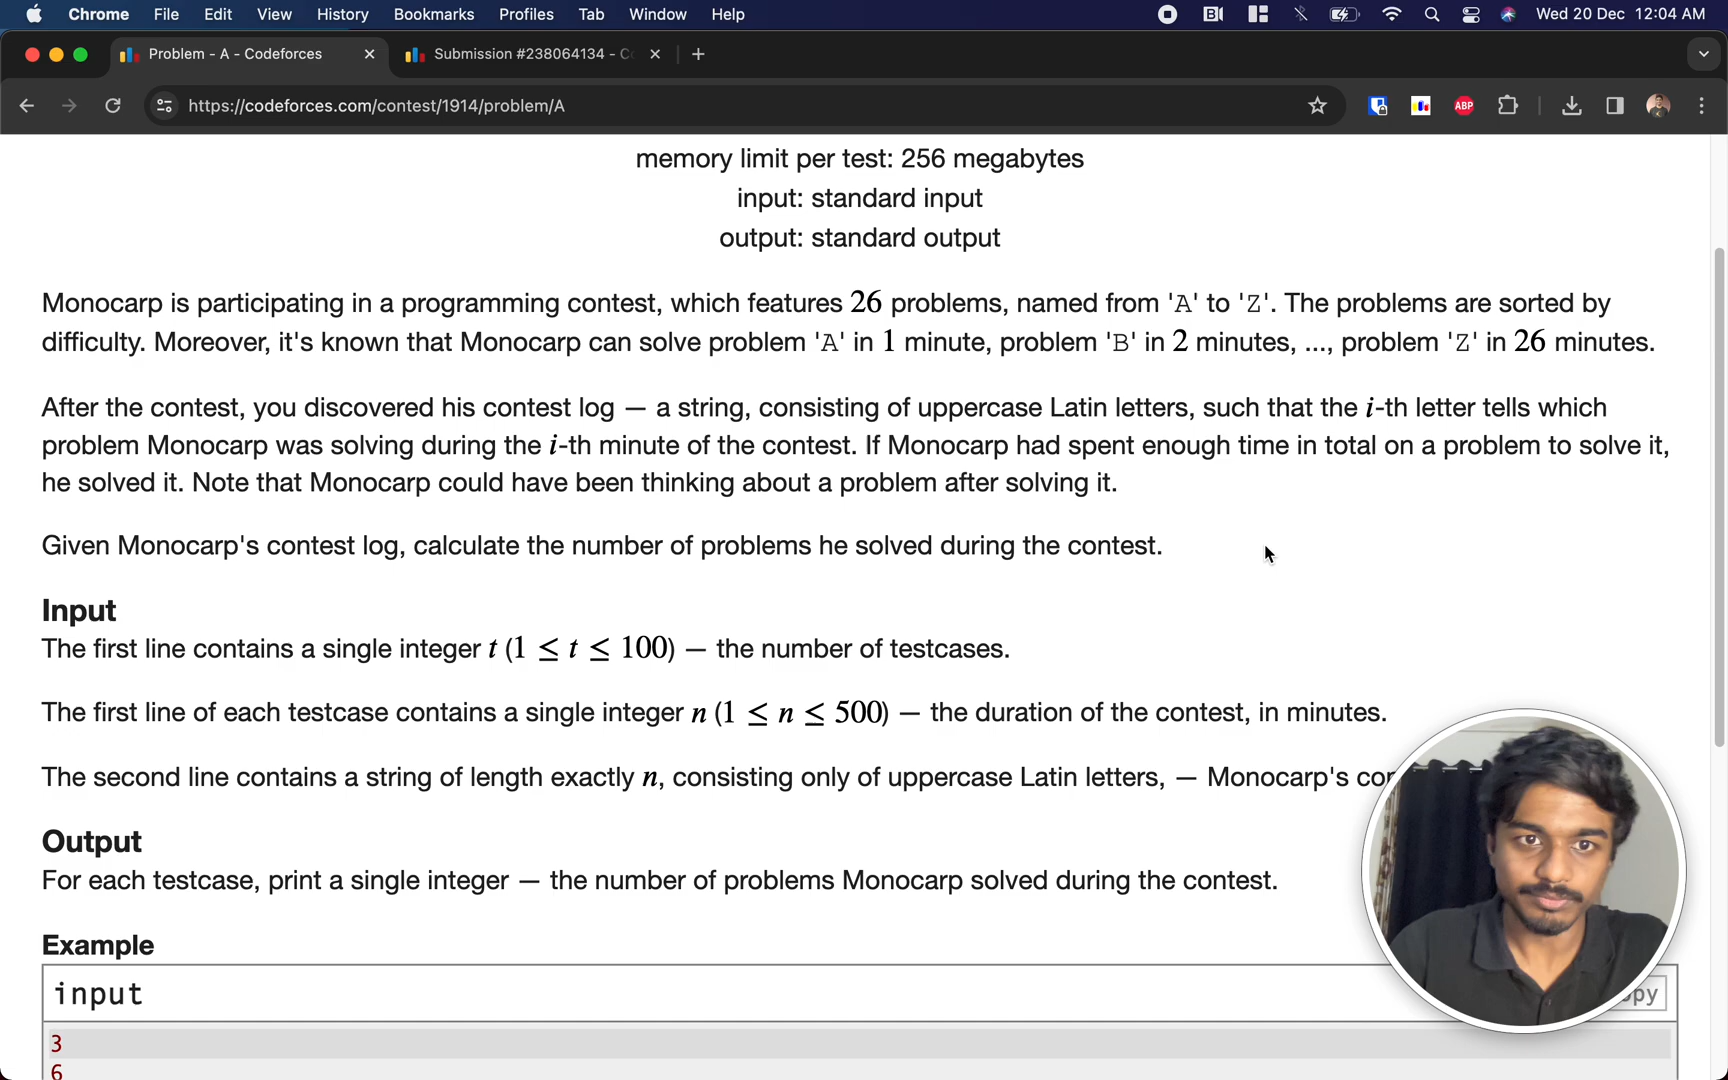 Chrome File Edit View History Bookmarks Profiles Tab Window Help Wed 20 Dec 12:04 AM
Problem - A - Codeforces Submission #238064134 -
https://codeforces.com/contest/1914/problem/A ABP
memory limit per test: 256 megabytes
input: standard input
output: standard output
Monocarp is participating in a programming contest, which features 26 problems, named from 'A' to 'Z'. The problems are sorted by
difficulty. Moreover, it's known that Monocarp can solve problem 'A' in 1 minute, problem 'B' in 2 minutes, ..., problem 'Z' in 26 minutes.
After the contest, you discovered his contest log — a string, consisting of uppercase Latin letters, such that the i-th letter tells which
problem Monocarp was solving during the i-th minute of the contest. If Monocarp had spent enough time in total on a problem to solve it,
he solved it. Note that Monocarp could have been thinking about a problem after solving it.
Given Monocarp's contest log, calculate the number of problems he solved during the contest.
Input
The first line contains a single integer t (1 ≤ t ≤ 100) — the number of testcases.
The first line of each testcase contains a single integer n (1 ≤ n ≤ 500) — the duration of the contest, in minutes.
The second line contains a string of length exactly n, consisting only of uppercase Latin letters, — Monocarp's
Output
For each testcase, print a single integer — the number of problems Monocarp solved during the contest.
Example
input
3
6